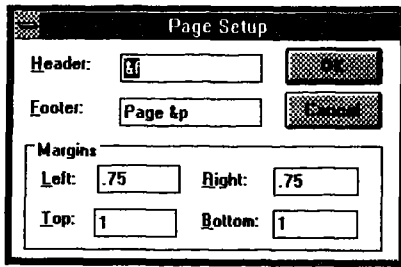 Page Setup
Header: &f OK
Footer: Page &p Cancel
Margins
Left: .75 Right: .75
Top: 1 Bottom: 1